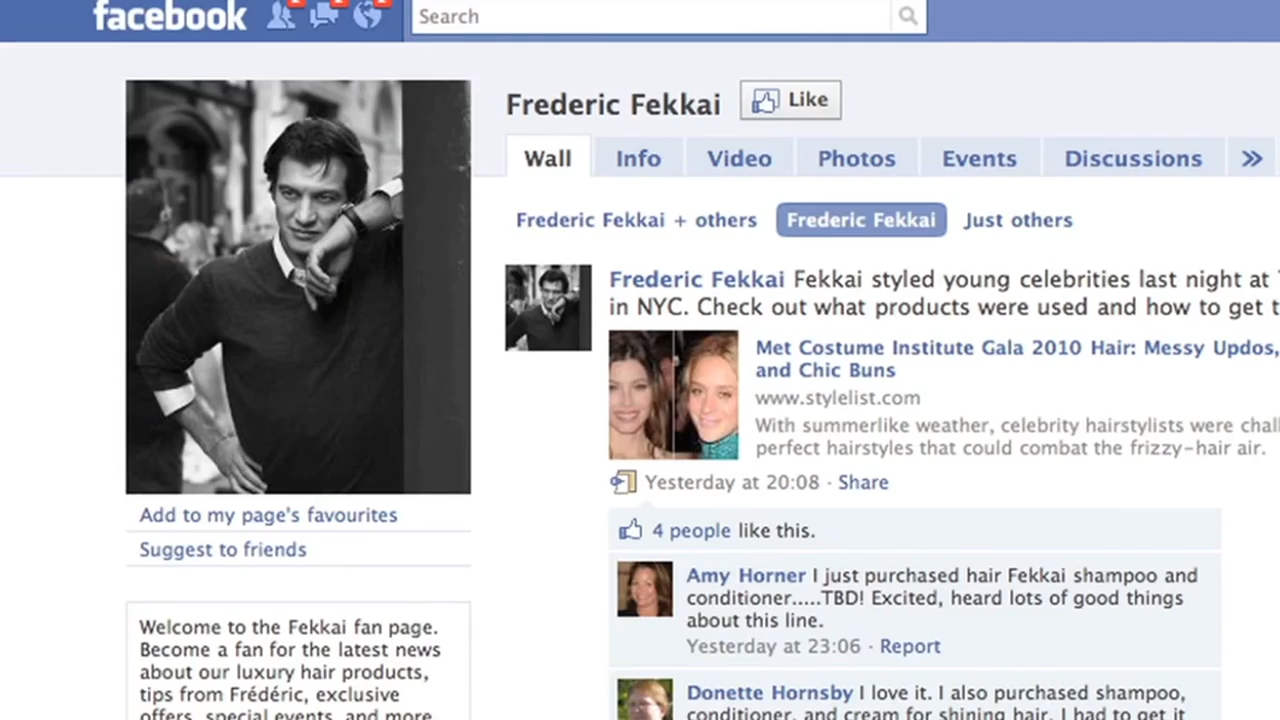 facebook
Search
Frederic Fekkai
Like
Wall Info Video Photos Events Discussions »
Frederic Fekkai + others Frederic Fekkai Just others
Frederic Fekkai Fekkai styled young celebrities last night at
in NYC. Check out what products were used and how to get
Met Costume Institute Gala 2010 Hair: Messy Updos,
and Chic Buns
www.stylelist.com
With summerlike weather, celebrity hairstylists were
perfect hairstyles that could combat the frizzy-hair air.
Yesterday at 20:08 · Share
4 people like this.
Amy Horner I just purchased hair Fekkai shampoo and
conditioner.....TBD! Excited, heard lots of good things
about this line.
Yesterday at 23:06 · Report
Donette Hornsby I love it. I also purchased shampoo,
conditioner, and cream for shining hair. I had to get it
Add to my page's favourites
Suggest to friends
Welcome to the Fekkai fan page.
Become a fan for the latest news
about our luxury hair products,
tips from Frédéric, exclusive
offers, special events, and more